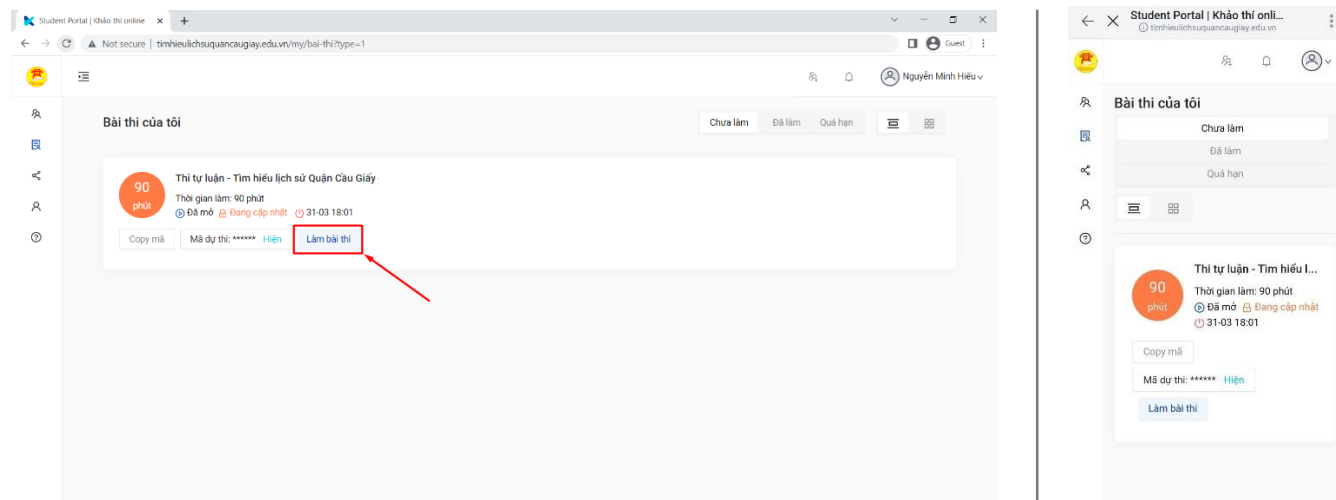 Student Portal | Khảo thí online
Not secure | timhieulichsuquancaugiay.edu.vn/my/bai-thi?type=1
Guest
Nguyễn Minh Hiếu
Bài thi của tôi
Chưa làm Đã làm Quá hạn
90 phút
Thi tự luận - Tìm hiểu lịch sử Quận Cầu Giấy
Thời gian làm: 90 phút
Đã mở Đang cập nhật 31-03 18:01
Copy mã Mã dự thi: ****** Hiện Làm bài thi
Student Portal | Khảo thí onli...
timhieulichsuquancaugiay.edu.vn
Bài thi của tôi
Chưa làm
Đã làm
Quá hạn
90 phút
Thi tự luận - Tìm hiểu l...
Thời gian làm: 90 phút
Đã mở Đang cập nhật
31-03 18:01
Copy mã
Mã dự thi: ****** Hiện
Làm bài thi